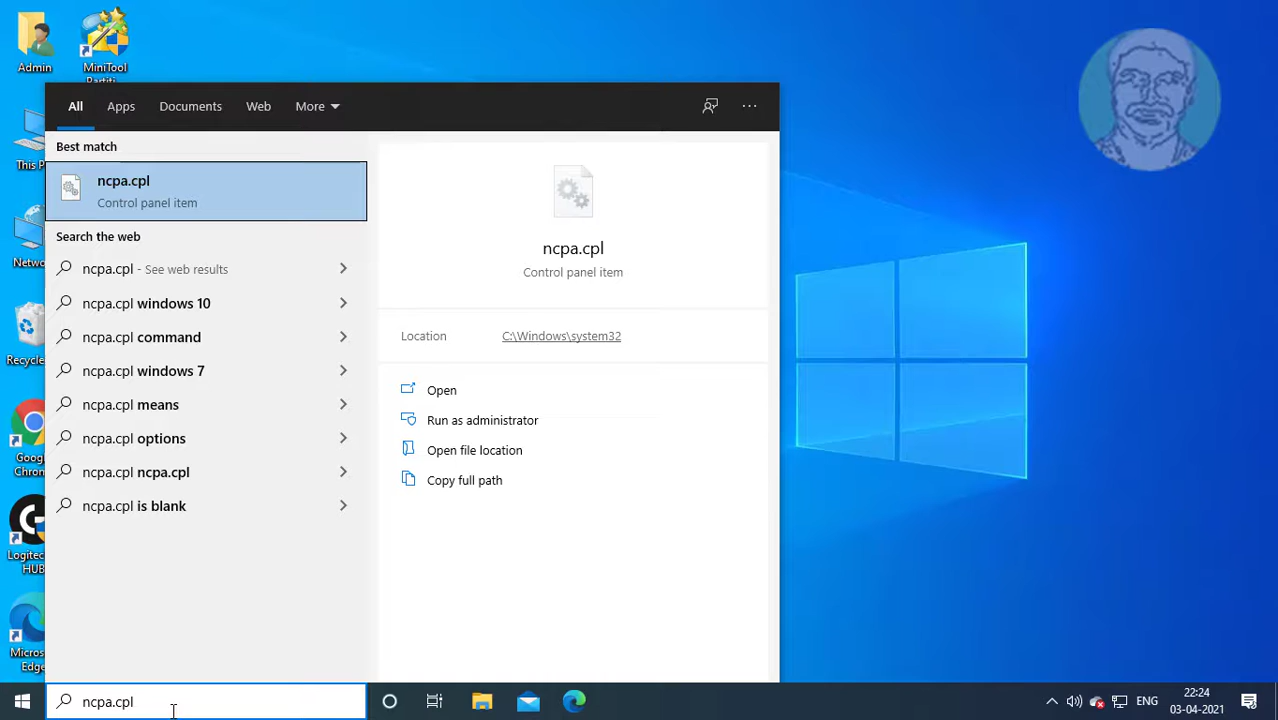 Admin
MiniTool
Partiti...
All
Apps
Documents
Web
More
Best match
ncpa.cpl
Control panel item
Search the web
ncpa.cpl - See web results
ncpa.cpl windows 10
ncpa.cpl command
ncpa.cpl windows 7
ncpa.cpl means
ncpa.cpl options
ncpa.cpl ncpa.cpl
ncpa.cpl is blank
ncpa.cpl
Control panel item
Location C:\Windows\system32
Open
Run as administrator
Open file location
Copy full path
This P
Netwo
Recycle
Goog
Chro
Logite
HUB
Micros
Edge
ncpa.cpl
ENG
22:24
03-04-2021